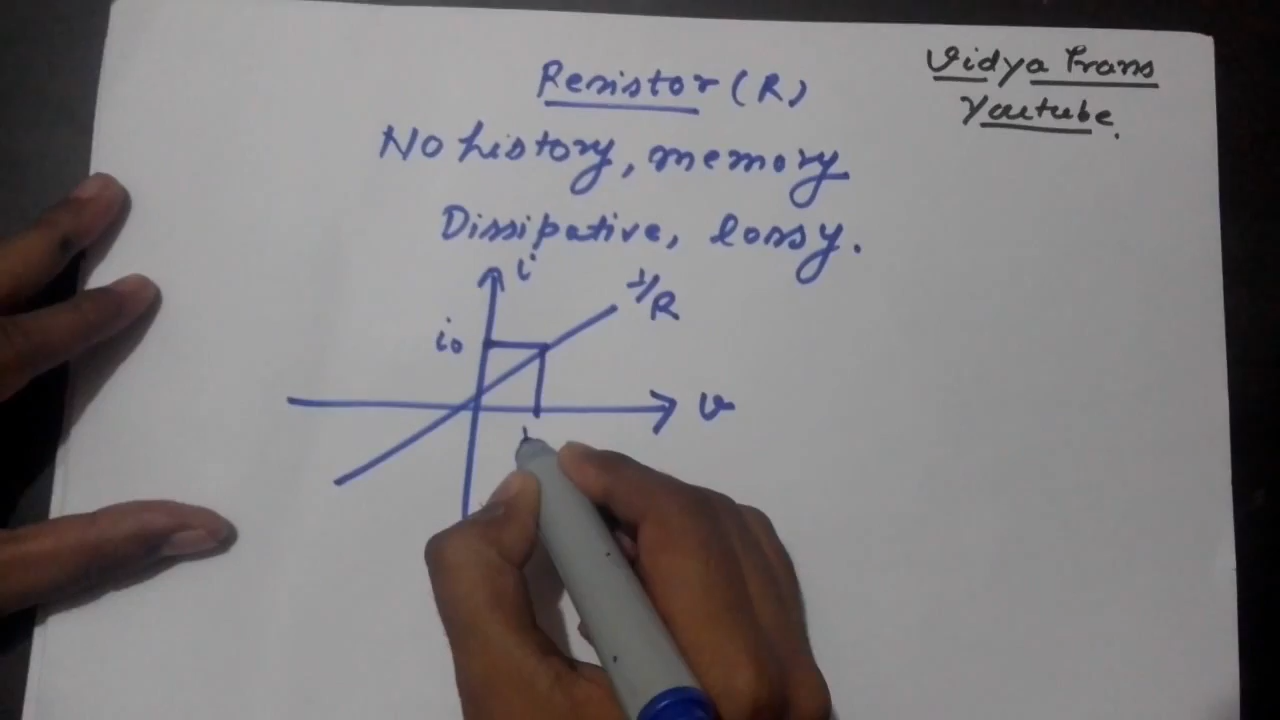 Resistor (R)
Vidya Prans
Youtube.
No history, memory
Dissipative, lossy.
i
1/R
i₀
v